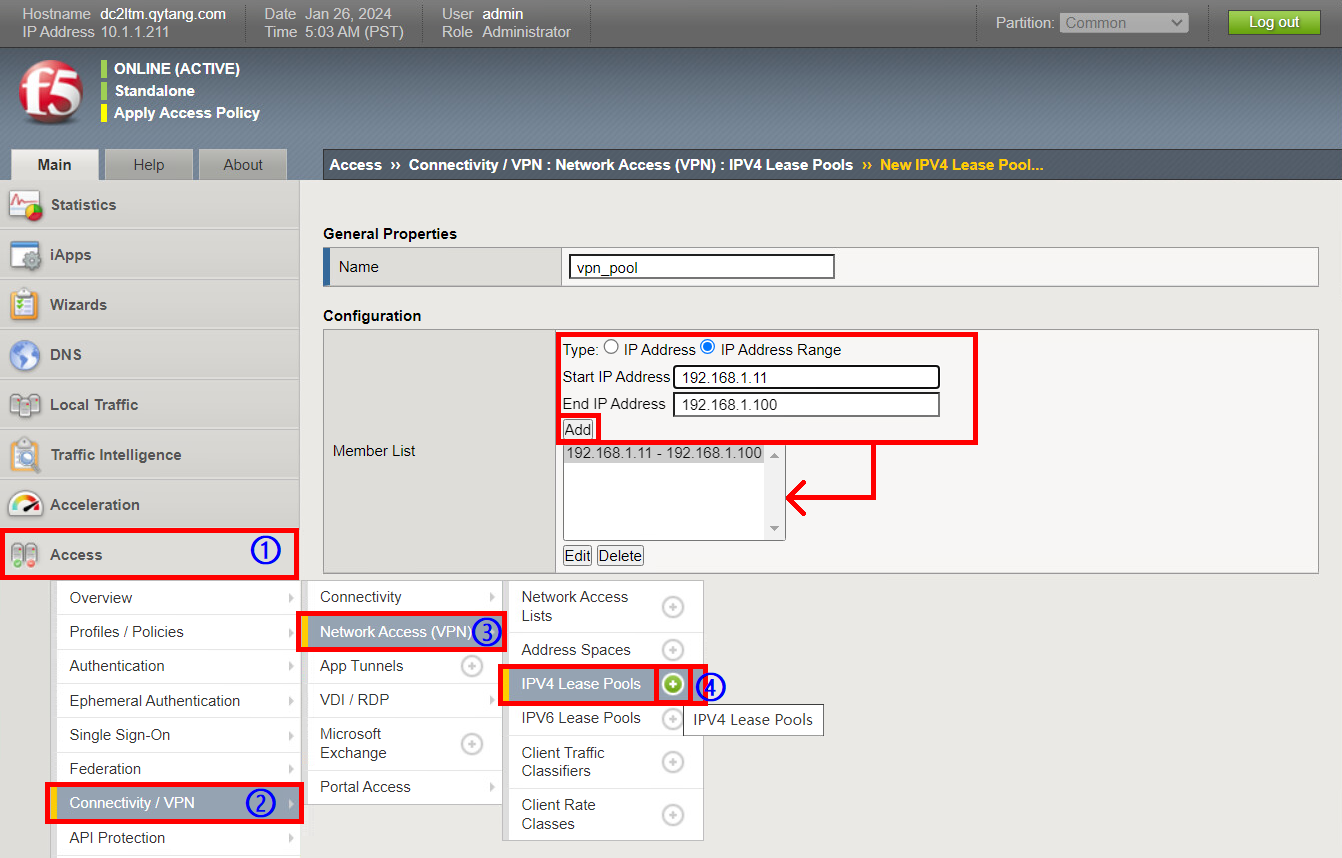 Hostname dc2ltm.qytang.com
IP Address 10.1.1.211
Date Jan 26, 2024
Time 5:03 AM (PST)
User admin
Role Administrator
Partition: Common
Log out
f5
ONLINE (ACTIVE)
Standalone
Apply Access Policy
Main
Help
About
Access ›› Connectivity / VPN : Network Access (VPN) : IPV4 Lease Pools ›› New IPV4 Lease Pool...
Statistics
iApps
Wizards
DNS
Local Traffic
Traffic Intelligence
Acceleration
Access ①
General Properties
Name vpn_pool
Configuration
Member List
Type: IP Address IP Address Range
Start IP Address 192.168.1.11
End IP Address 192.168.1.100
Add
192.168.1.11 - 192.168.1.100
Edit Delete
Overview
Profiles / Policies
Authentication
Ephemeral Authentication
Single Sign-On
Federation
Connectivity / VPN ②
API Protection
Connectivity
Network Access (VPN) ③
App Tunnels
VDI / RDP
Microsoft
Exchange
Portal Access
Network Access
Lists
Address Spaces
IPV4 Lease Pools ④
IPV6 Lease Pools
IPV4 Lease Pools
Client Traffic
Classifiers
Client Rate
Classes